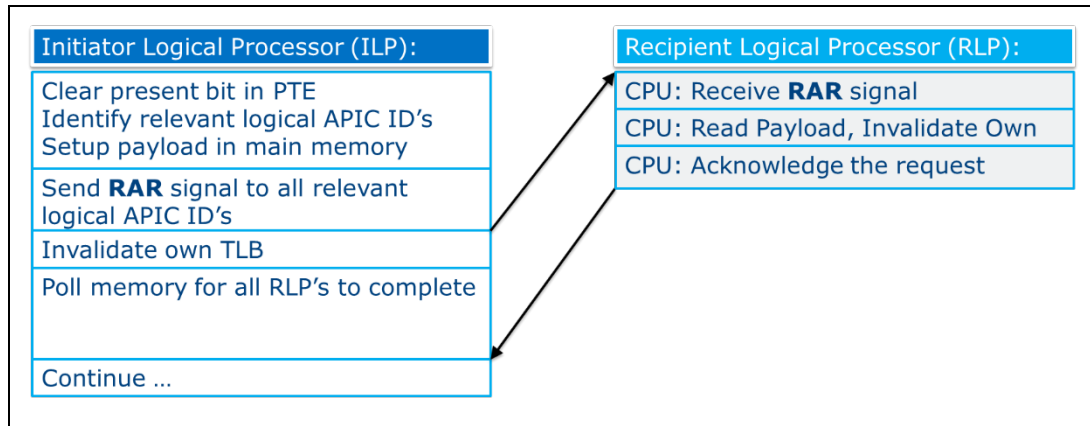 Initiator Logical Processor (ILP):
Clear present bit in PTE
Identify relevant logical APIC ID's
Setup payload in main memory
Send RAR signal to all relevant
logical APIC ID's
Invalidate own TLB
Poll memory for all RLP's to complete
Continue ...
Recipient Logical Processor (RLP):
CPU: Receive RAR signal
CPU: Read Payload, Invalidate Own
CPU: Acknowledge the request